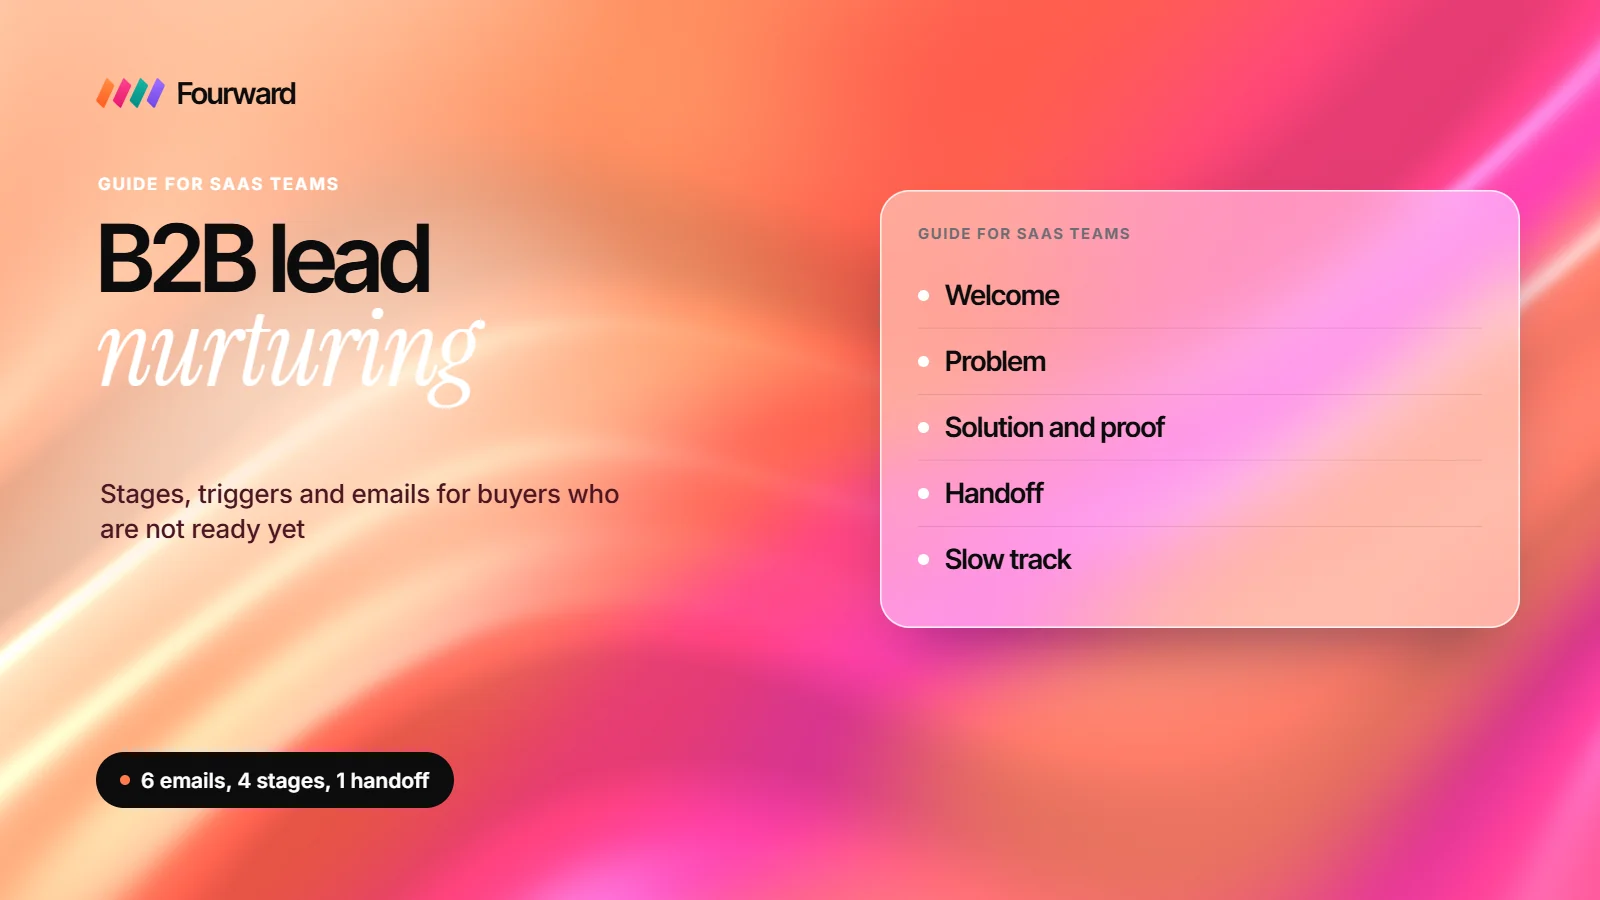 Fourward
GUIDE FOR SAAS TEAMS
B2B lead
nurturing
Stages, triggers and emails for buyers who
are not ready yet
6 emails, 4 stages, 1 handoff
GUIDE FOR SAAS TEAMS
Welcome
Problem
Solution and proof
Handoff
Slow track